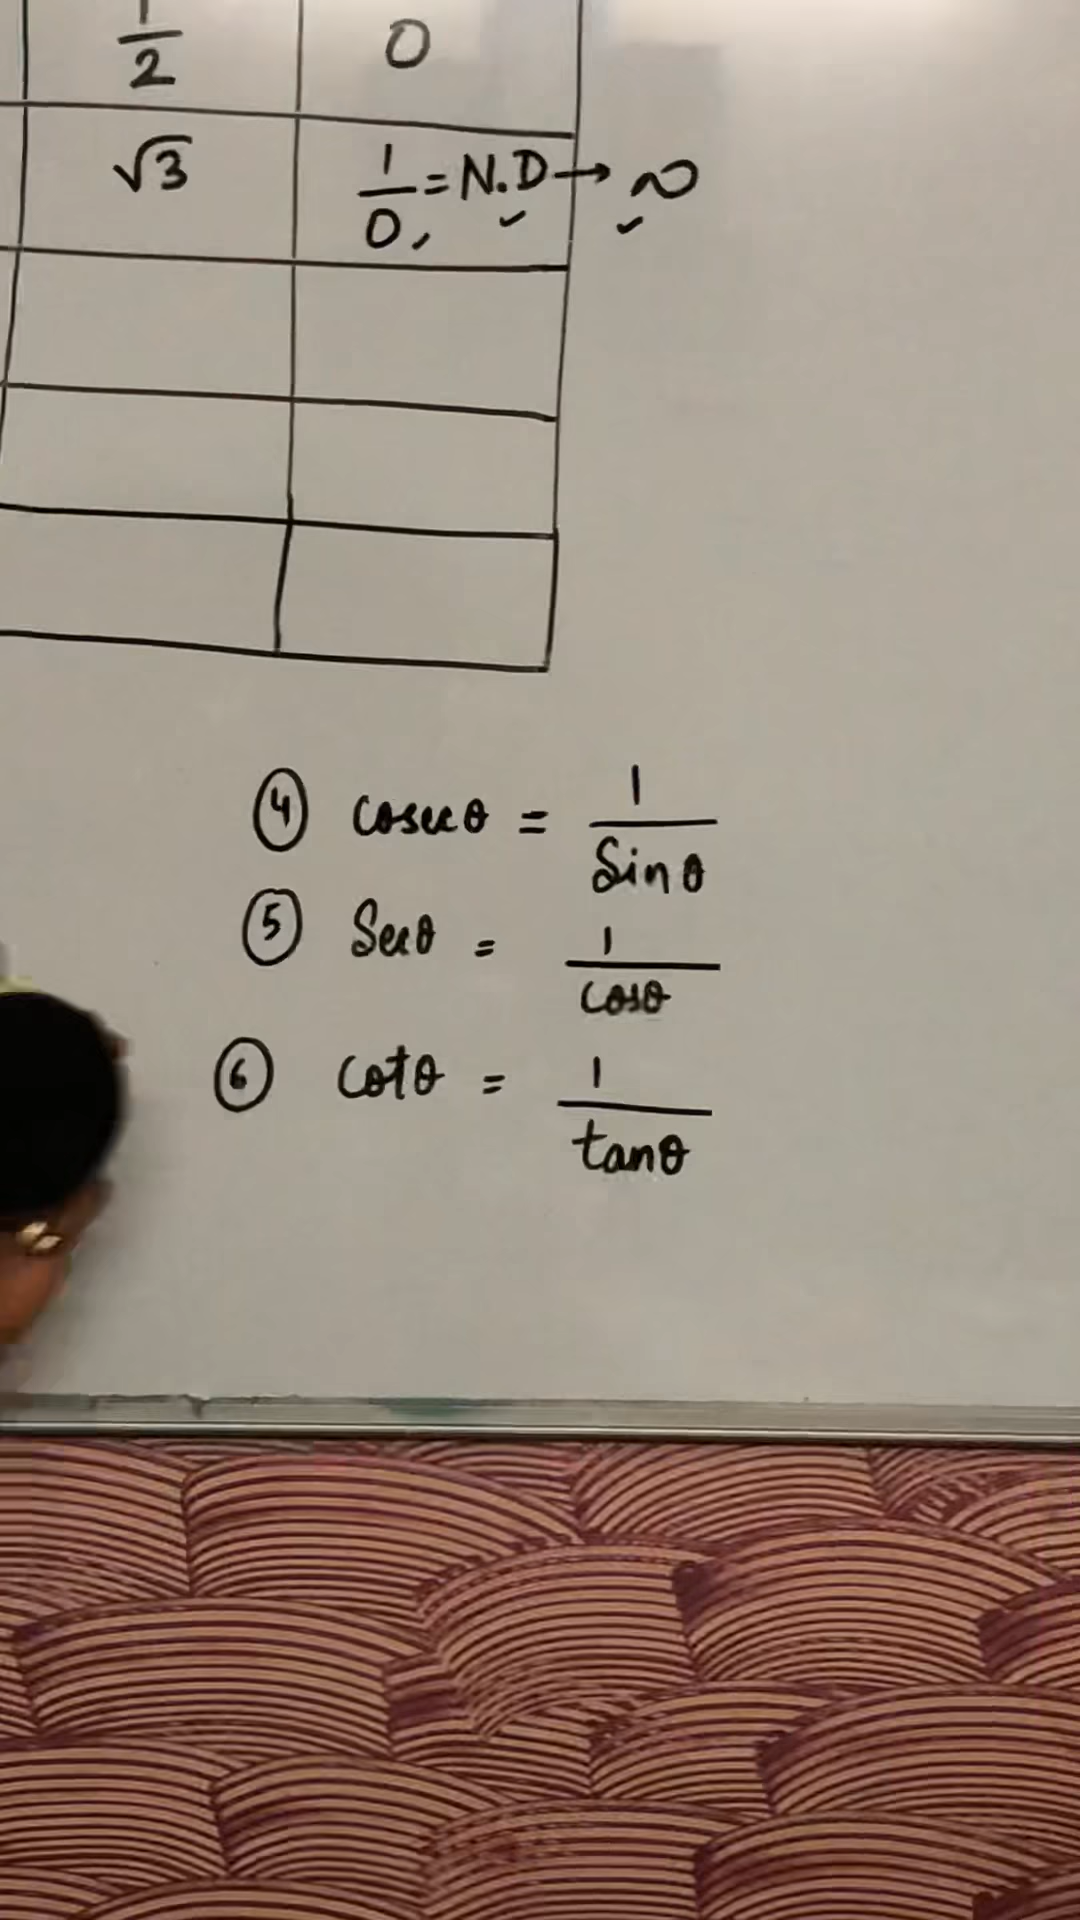 1/2 0
√3 1/0, = N.D → ∞
④ cosecθ = 1/Sinθ
⑤ Secθ = 1/cosθ
⑥ cotθ = 1/tanθ